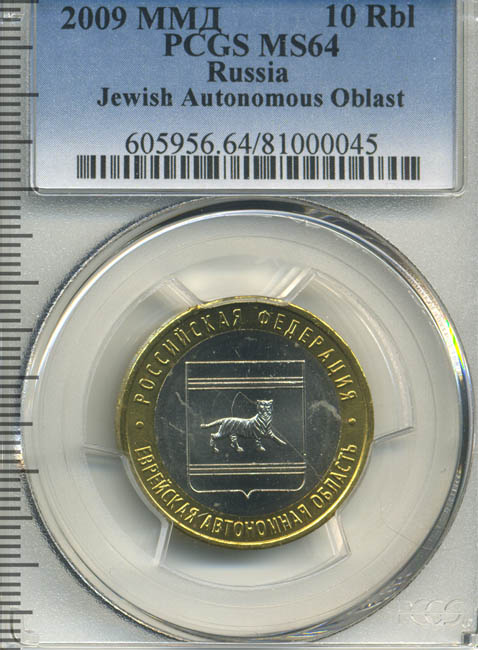 2009 ММД 10 Rbl
PCGS MS64
Russia
Jewish Autonomous Oblast
605956.64/81000045
РОССИЙСКАЯ ФЕДЕРАЦИЯ
ЕВРЕЙСКАЯ АВТОНОМНАЯ ОБЛАСТЬ
PCGS